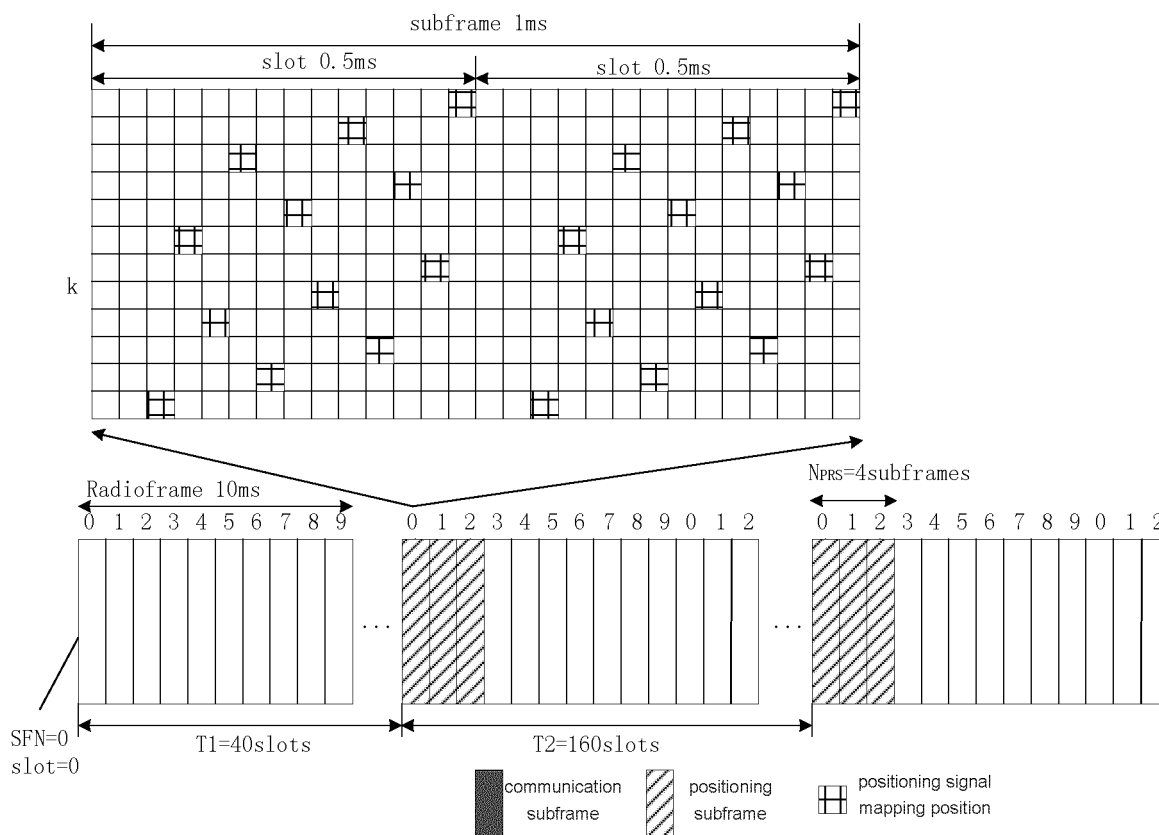 subframe 1ms
slot 0.5ms
slot 0.5ms
k
Radioframe 10ms
NPRS=4subframes
0 1 2 3 4 5 6 7 8 9
0 1 2 3 4 5 6 7 8 9 0 1 2
0 1 2 3 4 5 6 7 8 9 0 1 2
...
...
SFN=0
slot=0
T1=40slots
T2=160slots
communication
subframe
positioning
subframe
positioning signal
mapping position